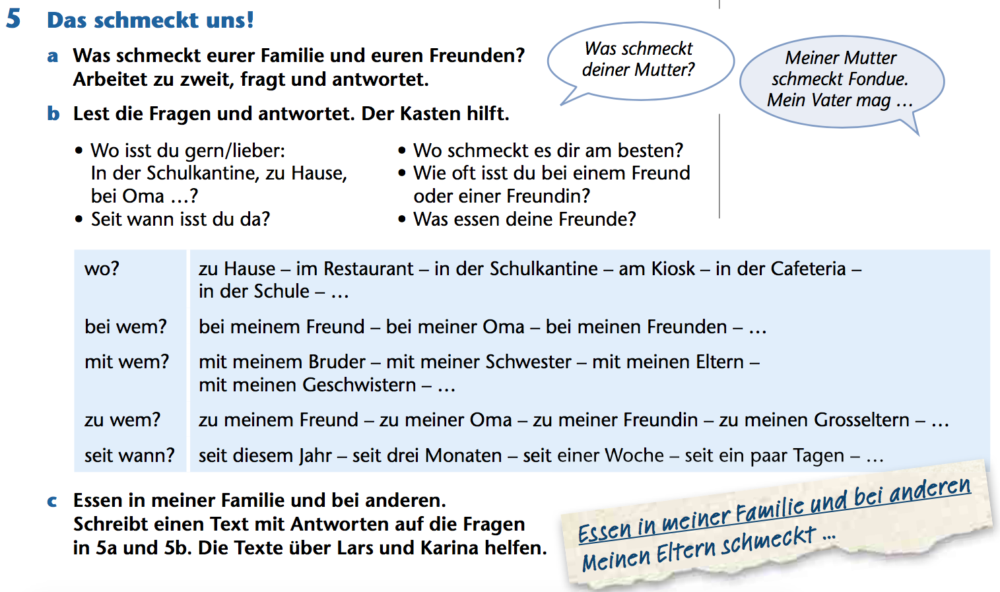 5 Das schmeckt uns!
a Was schmeckt eurer Familie und euren Freunden?
Arbeitet zu zweit, fragt und antwortet.
Was schmeckt
deiner Mutter?
Meiner Mutter
schmeckt Fondue.
Mein Vater mag ...
b Lest die Fragen und antwortet. Der Kasten hilft.
• Wo isst du gern/lieber:
In der Schulkantine, zu Hause,
bei Oma ...?
• Seit wann isst du da?
• Wo schmeckt es dir am besten?
• Wie oft isst du bei einem Freund
oder einer Freundin?
• Was essen deine Freunde?
wo? zu Hause – im Restaurant – in der Schulkantine – am Kiosk – in der Cafeteria –
in der Schule – ...
bei wem? bei meinem Freund – bei meiner Oma – bei meinen Freunden – ...
mit wem? mit meinem Bruder – mit meiner Schwester – mit meinen Eltern –
mit meinen Geschwistern – ...
zu wem? zu meinem Freund – zu meiner Oma – zu meiner Freundin – zu meinen Grosseltern – ...
seit wann? seit diesem Jahr – seit drei Monaten – seit einer Woche – seit ein paar Tagen – ...
c Essen in meiner Familie und bei anderen.
Schreibt einen Text mit Antworten auf die Fragen
in 5a und 5b. Die Texte über Lars und Karina helfen.
Essen in meiner Familie und bei anderen
Meinen Eltern schmeckt ...